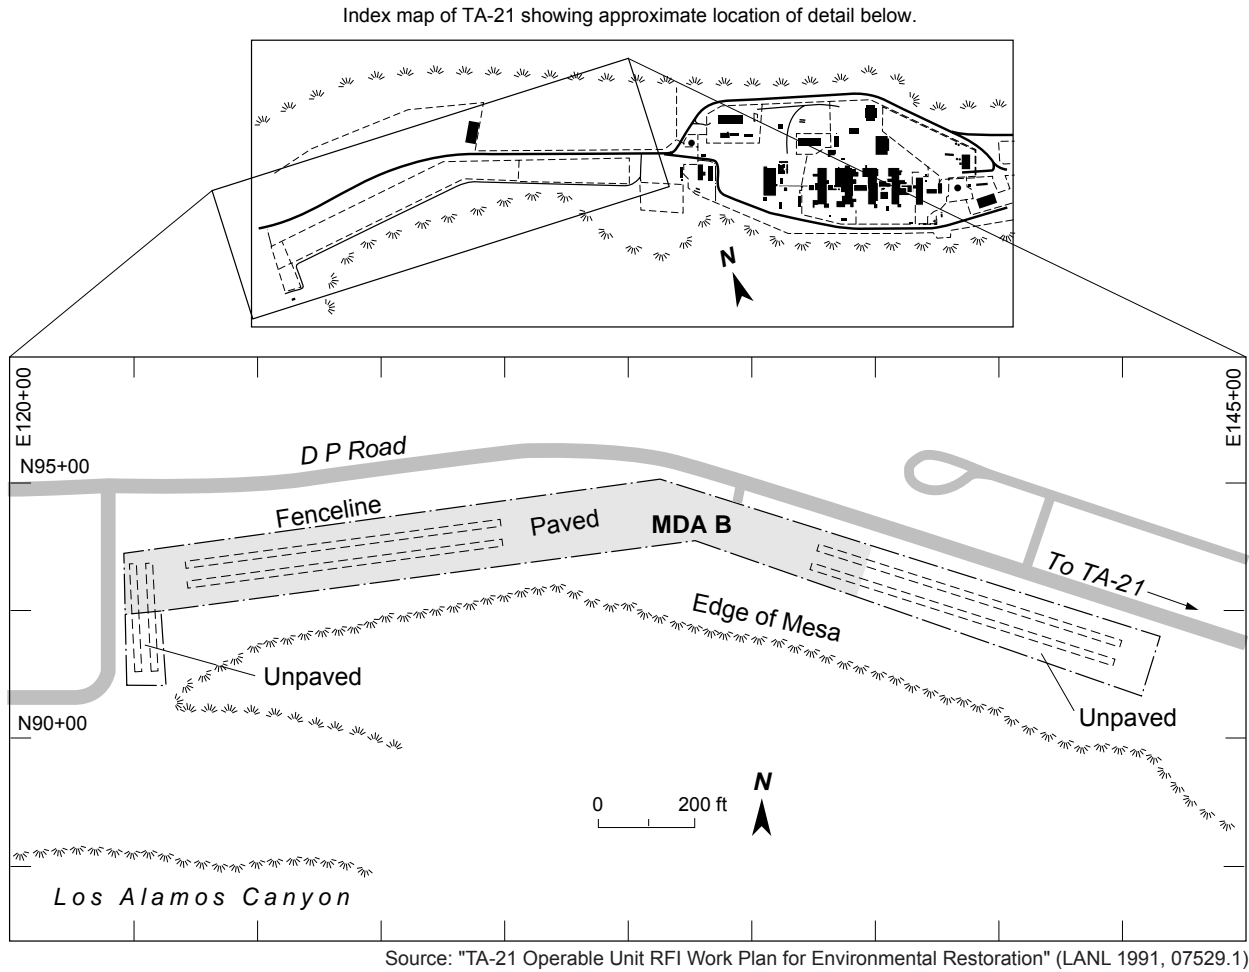 Index map of TA-21 showing approximate location of detail below.
N
E120+00
E145+00
D P Road
N95+00
Fenceline
Paved
MDA B
To TA-21
Edge of Mesa
Unpaved
N90+00
Unpaved
N
0 200 ft
Los Alamos Canyon
Source: "TA-21 Operable Unit RFI Work Plan for Environmental Restoration" (LANL 1991, 07529.1)